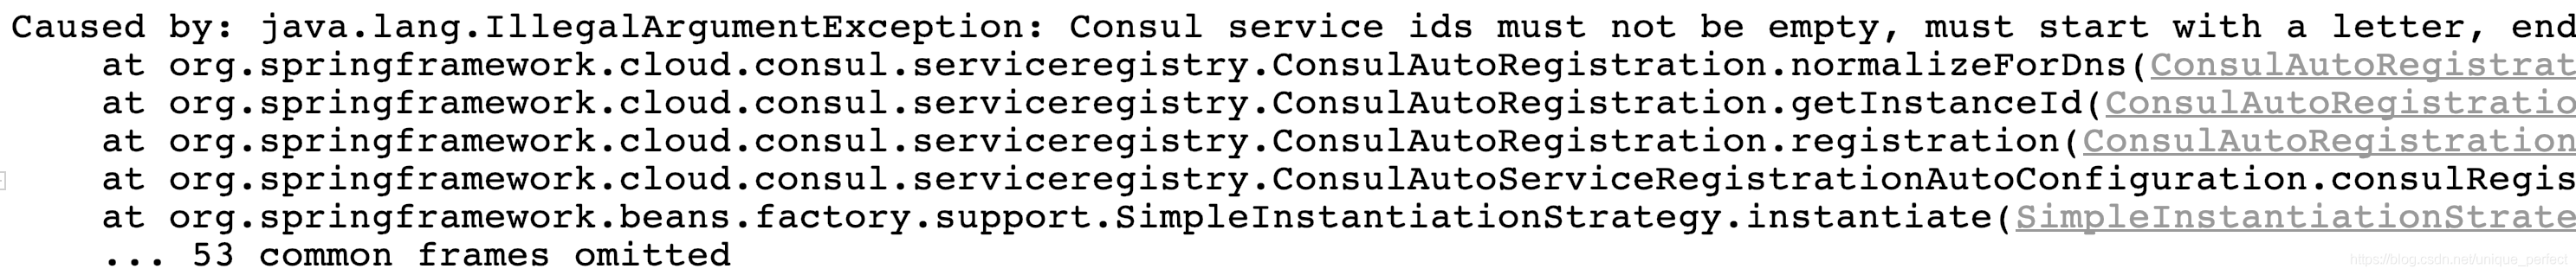 Caused by: java.lang.IllegalArgumentException: Consul service ids must not be empty, must start with a letter, end
at org.springframework.cloud.consul.serviceregistry.ConsulAutoRegistration.normalizeForDns(ConsulAutoRegistrat
at org.springframework.cloud.consul.serviceregistry.ConsulAutoRegistration.getInstanceId(ConsulAutoRegistratio
at org.springframework.cloud.consul.serviceregistry.ConsulAutoRegistration.registration(ConsulAutoRegistration
at org.springframework.cloud.consul.serviceregistry.ConsulAutoServiceRegistrationAutoConfiguration.consulRegis
at org.springframework.beans.factory.support.SimpleInstantiationStrategy.instantiate(SimpleInstantiationStrate
... 53 common frames omitted
https://blog.csdn.net/unique_perfect